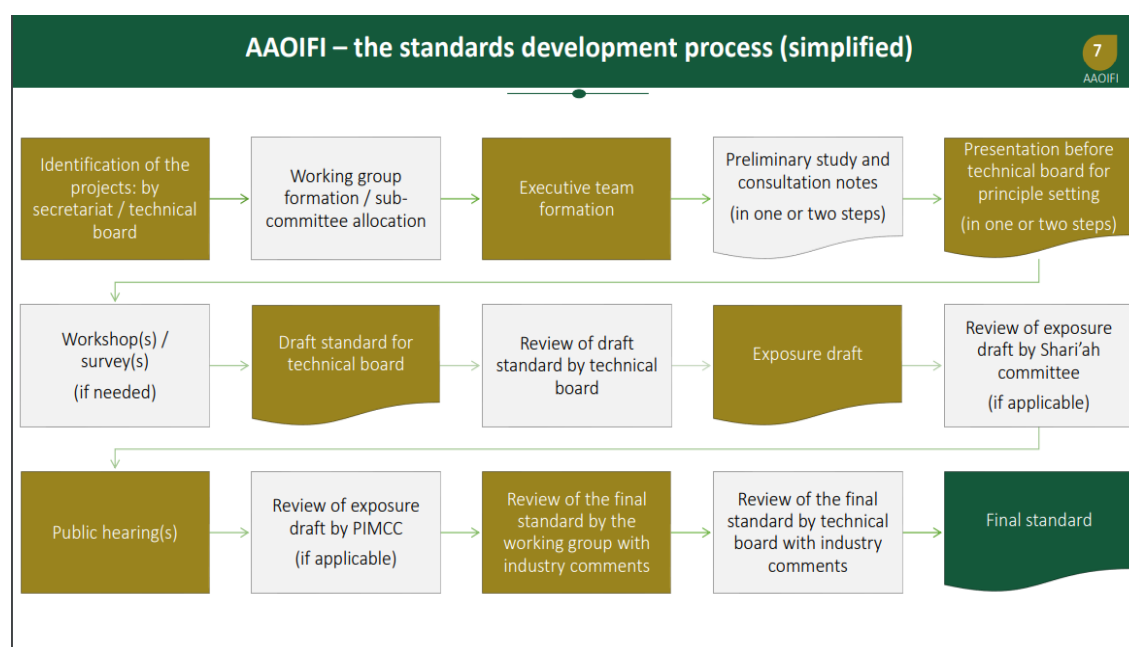 AAOIFI – the standards development process (simplified)
7
AAOIFI
Identification of the
projects: by
secretariat / technical
board
Working group
formation / sub-
committee allocation
Executive team
formation
Preliminary study and
consultation notes
(in one or two steps)
Presentation before
technical board for
principle setting
(in one or two steps)
Workshop(s) /
survey(s)
(if needed)
Draft standard for
technical board
Review of draft
standard by technical
board
Exposure draft
Review of exposure
draft by Shari’ah
committee
(if applicable)
Public hearing(s)
Review of exposure
draft by PIMCC
(if applicable)
Review of the final
standard by the
working group with
industry comments
Review of the final
standard by technical
board with industry
comments
Final standard